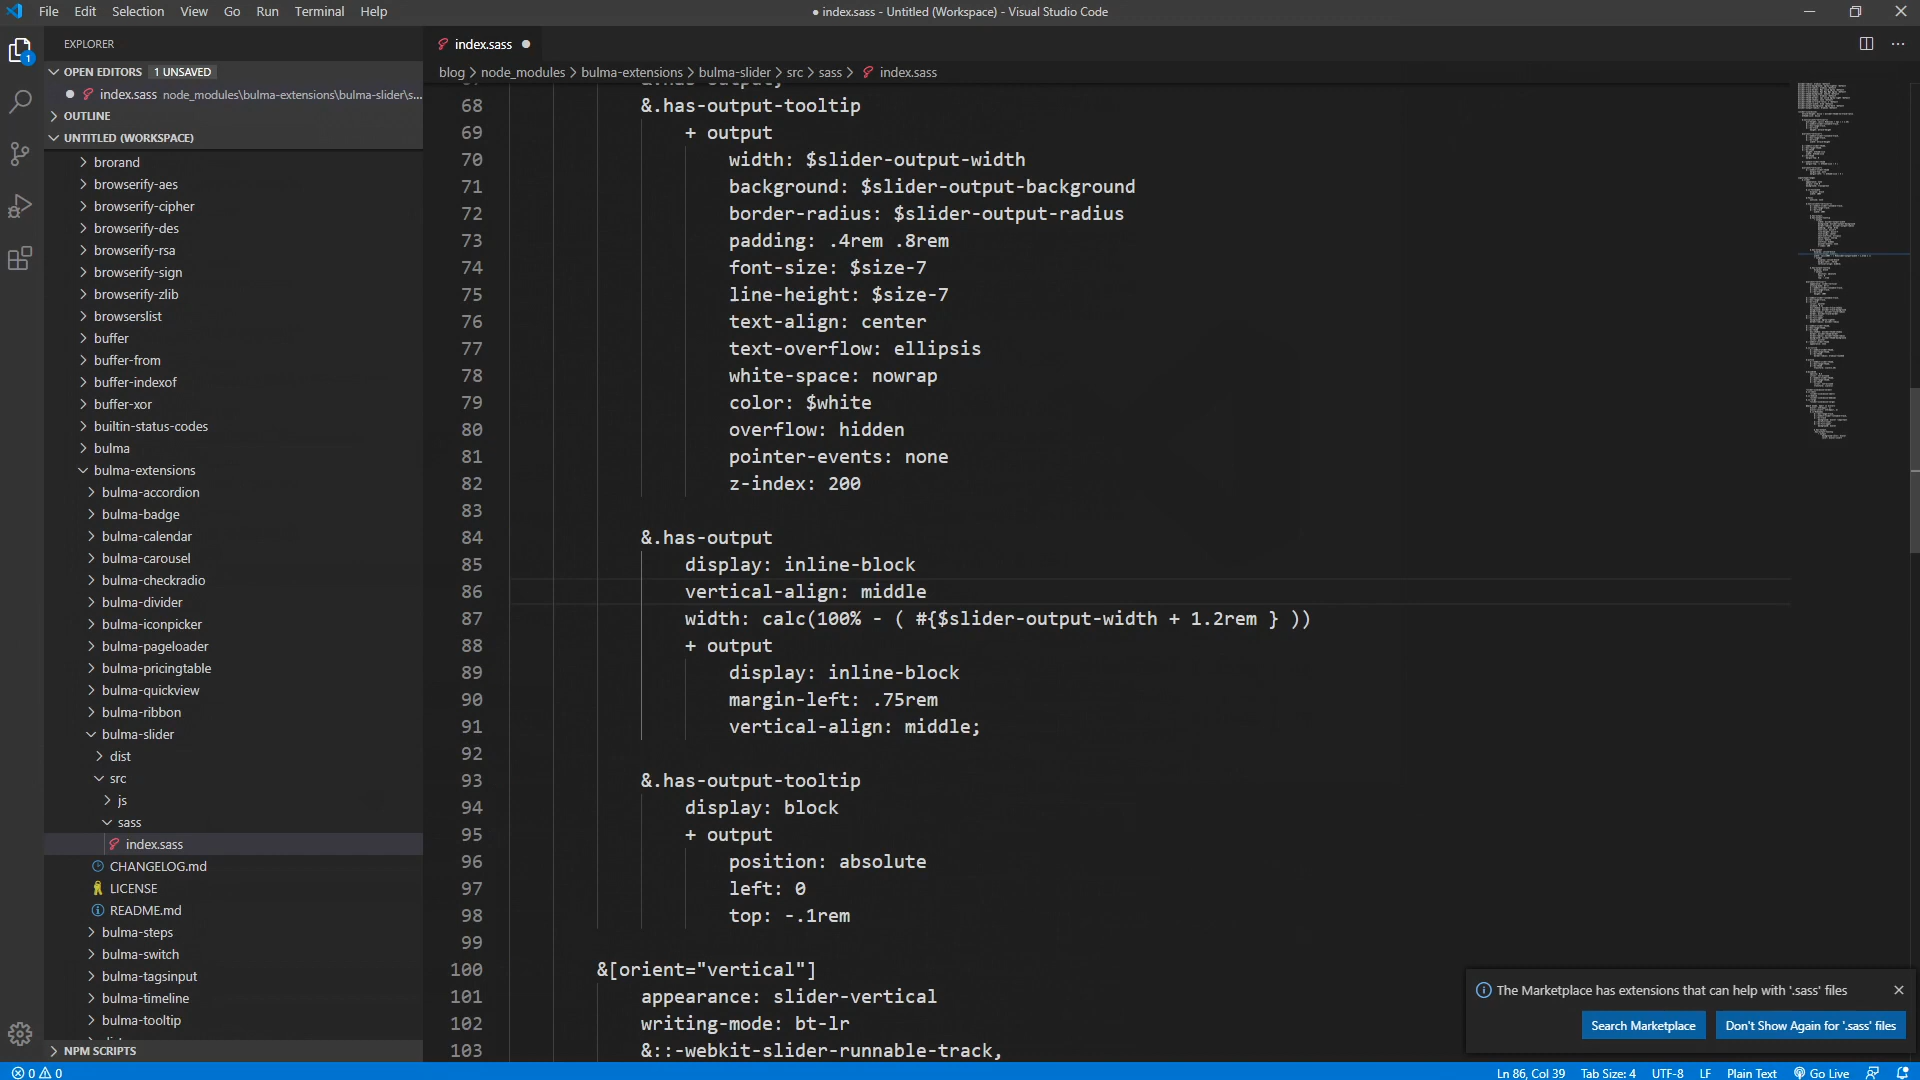 File Edit Selection View Go Run Terminal Help
● index.sass - Untitled (Workspace) - Visual Studio Code
EXPLORER
OPEN EDITORS 1 UNSAVED
index.sass node_modules\bulma-extensions\bulma-slider\s...
OUTLINE
UNTITLED (WORKSPACE)
brorand
browserify-aes
browserify-cipher
browserify-des
browserify-rsa
browserify-sign
browserify-zlib
browserslist
buffer
buffer-from
buffer-indexof
buffer-xor
builtin-status-codes
bulma
bulma-extensions
bulma-accordion
bulma-badge
bulma-calendar
bulma-carousel
bulma-checkradio
bulma-divider
bulma-iconpicker
bulma-pageloader
bulma-pricingtable
bulma-quickview
bulma-ribbon
bulma-slider
dist
src
js
sass
index.sass
CHANGELOG.md
LICENSE
README.md
bulma-steps
bulma-switch
bulma-tagsinput
bulma-timeline
bulma-tooltip
NPM SCRIPTS
1
index.sass
blog > node_modules > bulma-extensions > bulma-slider > src > sass > index.sass
68 &.has-output-tooltip
69 + output
70 width: $slider-output-width
71 background: $slider-output-background
72 border-radius: $slider-output-radius
73 padding: .4rem .8rem
74 font-size: $size-7
75 line-height: $size-7
76 text-align: center
77 text-overflow: ellipsis
78 white-space: nowrap
79 color: $white
80 overflow: hidden
81 pointer-events: none
82 z-index: 200
83
84 &.has-output
85 display: inline-block
86 vertical-align: middle
87 width: calc(100% - ( #{$slider-output-width + 1.2rem } ))
88 + output
89 display: inline-block
90 margin-left: .75rem
91 vertical-align: middle;
92
93 &.has-output-tooltip
94 display: block
95 + output
96 position: absolute
97 left: 0
98 top: -.1rem
99
100 &[orient="vertical"]
101 appearance: slider-vertical
102 writing-mode: bt-lr
103 &::-webkit-slider-runnable-track,
The Marketplace has extensions that can help with '.sass' files
Search Marketplace Don't Show Again for '.sass' files
0 0 Ln 86, Col 39 Tab Size: 4 UTF-8 LF Plain Text Go Live